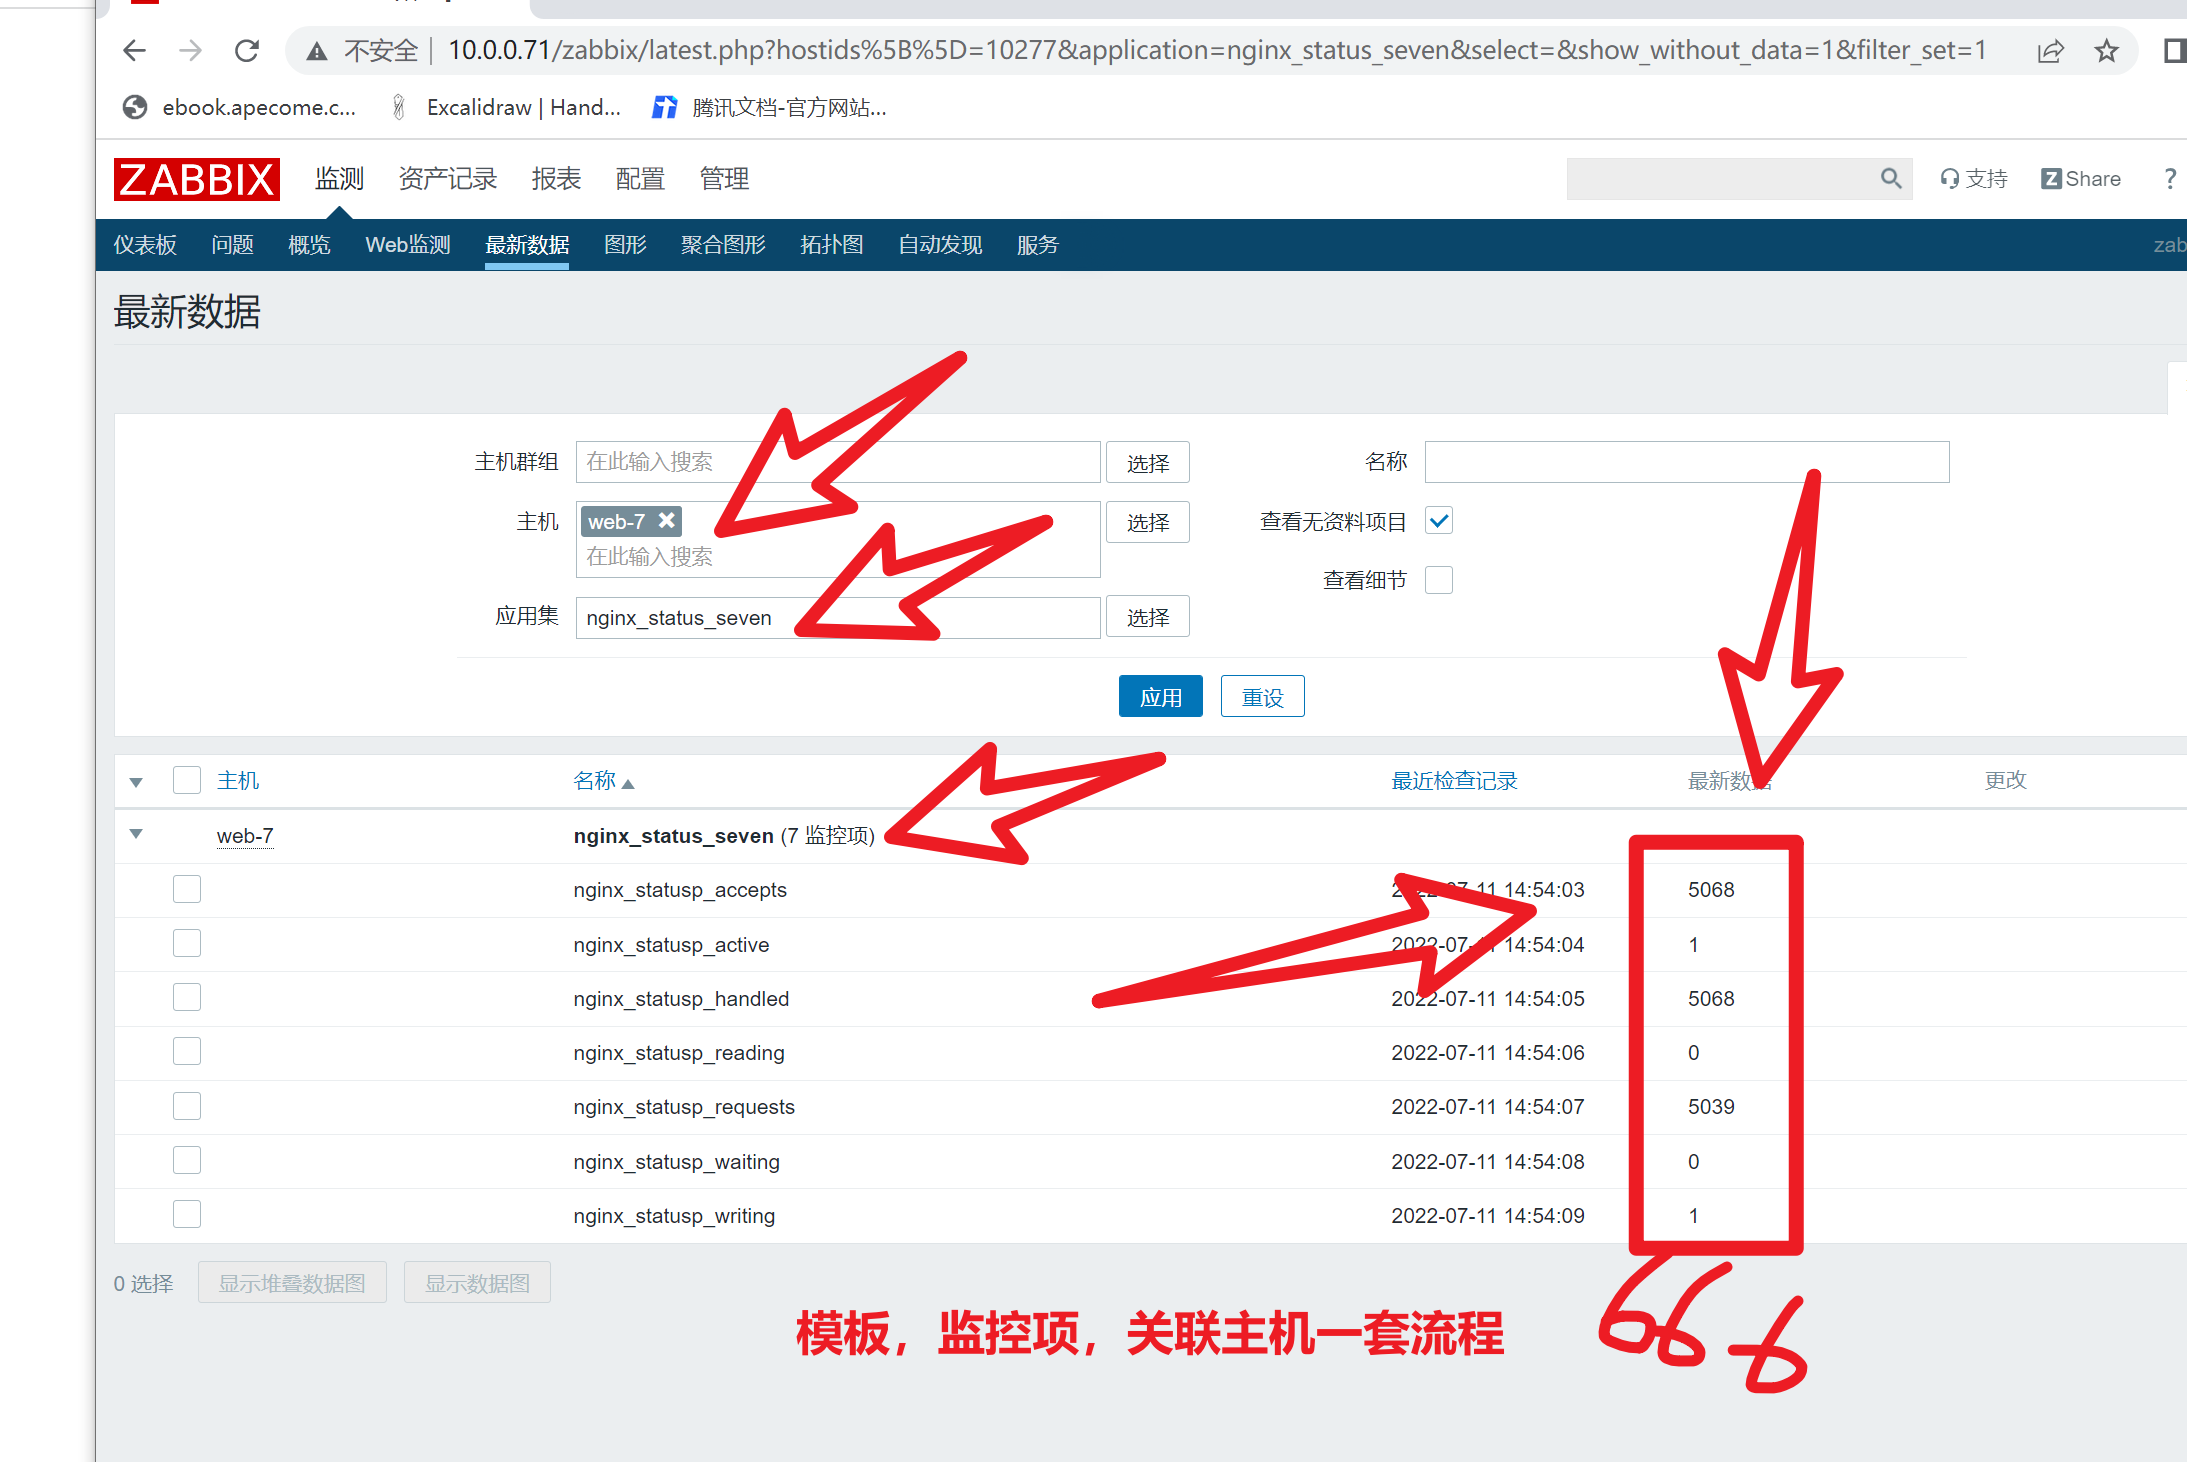 不安全 10.0.0.71/zabbix/latest.php?hostids%5B%5D=10277&application=nginx_status_seven&select=&show_without_data=1&filter_set=1
ebook.apecome.c... Excalidraw | Hand... 腾讯文档-官方网站...
ZABBIX 监测 资产记录 报表 配置 管理 支持 Z Share ?
仪表板 问题 概览 Web监测 最新数据 图形 聚合图形 拓扑图 自动发现 服务 zab
最新数据
主机群组 在此输入搜索 选择 名称
主机 web-7 选择 查看无资料项目
在此输入搜索
查看细节
应用集 nginx_status_seven 选择
应用 重设
主机 名称 最近检查记录 最新数据 更改
web-7 nginx_status_seven (7 监控项)
nginx_statusp_accepts 2022-07-11 14:54:03 5068
nginx_statusp_active 2022-07-11 14:54:04 1
nginx_statusp_handled 2022-07-11 14:54:05 5068
nginx_statusp_reading 2022-07-11 14:54:06 0
nginx_statusp_requests 2022-07-11 14:54:07 5039
nginx_statusp_waiting 2022-07-11 14:54:08 0
nginx_statusp_writing 2022-07-11 14:54:09 1
0 选择 显示堆叠数据图 显示数据图
模板，监控项，关联主机一套流程
666